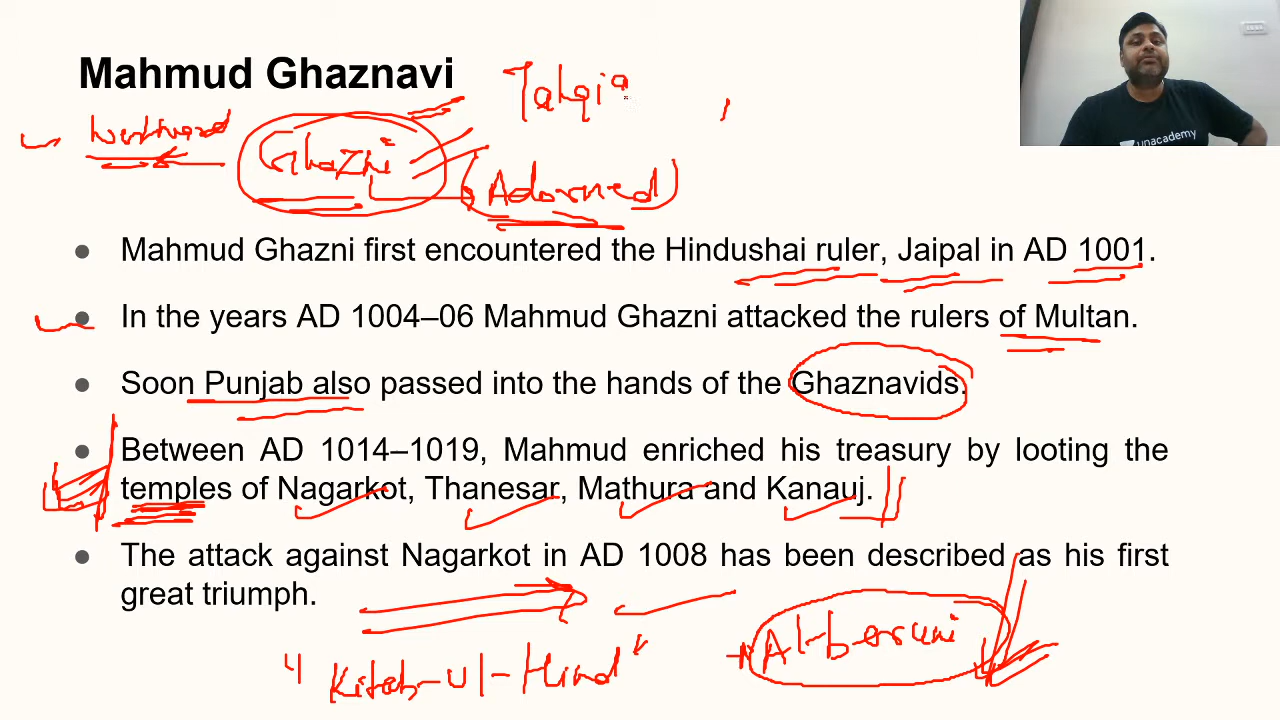 Mahmud Ghaznavi
Ghazni
(Adorned)
unacademy
● Mahmud Ghazni first encountered the Hindushai ruler, Jaipal in AD 1001.
● In the years AD 1004–06 Mahmud Ghazni attacked the rulers of Multan.
● Soon Punjab also passed into the hands of the Ghaznavids.
● Between AD 1014–1019, Mahmud enriched his treasury by looting the
temples of Nagarkot, Thanesar, Mathura and Kanauj.
● The attack against Nagarkot in AD 1008 has been described as his first
great triumph.
Al-beruni
"Kitab-ul-Hind"